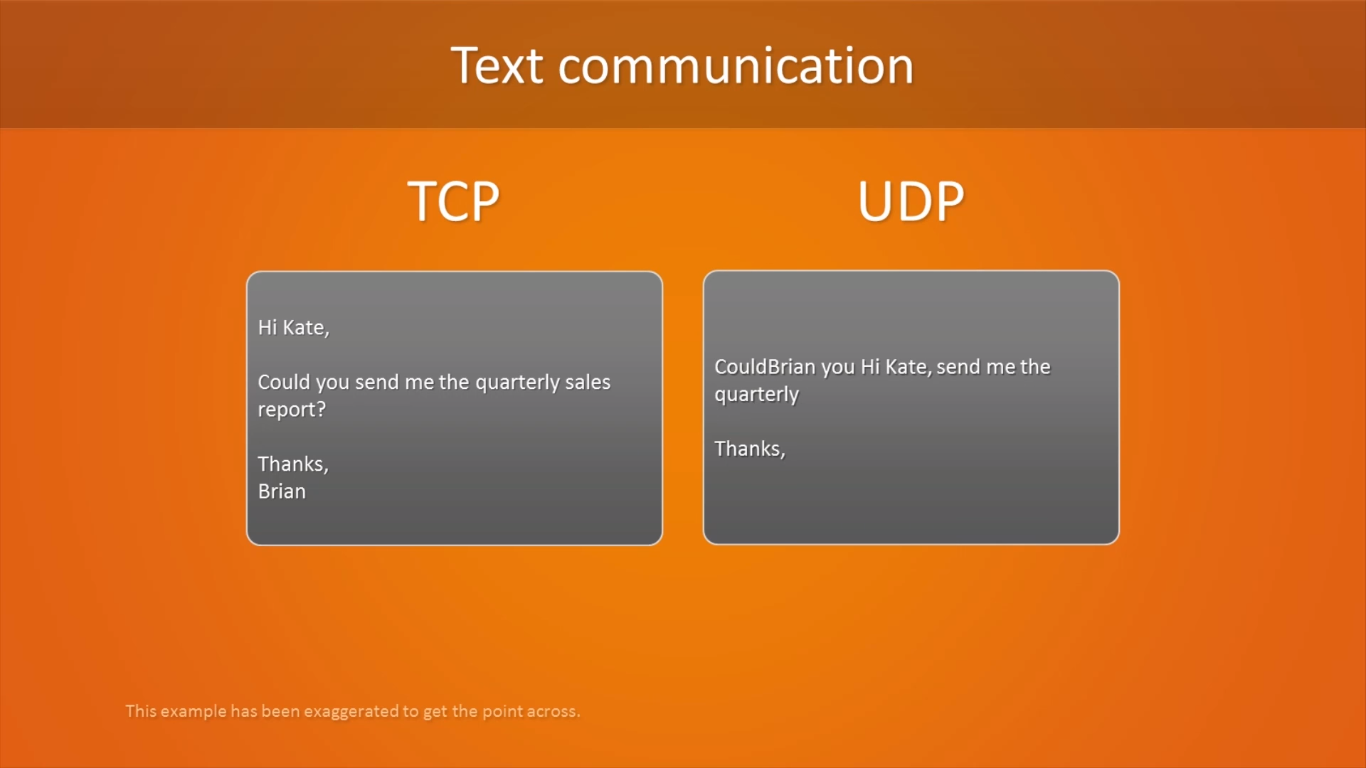 Text communication
TCP
UDP
Hi Kate,
Could you send me the quarterly sales
report?
Thanks,
Brian
CouldBrian you Hi Kate, send me the
quarterly
Thanks,
This example has been exaggerated to get the point across.